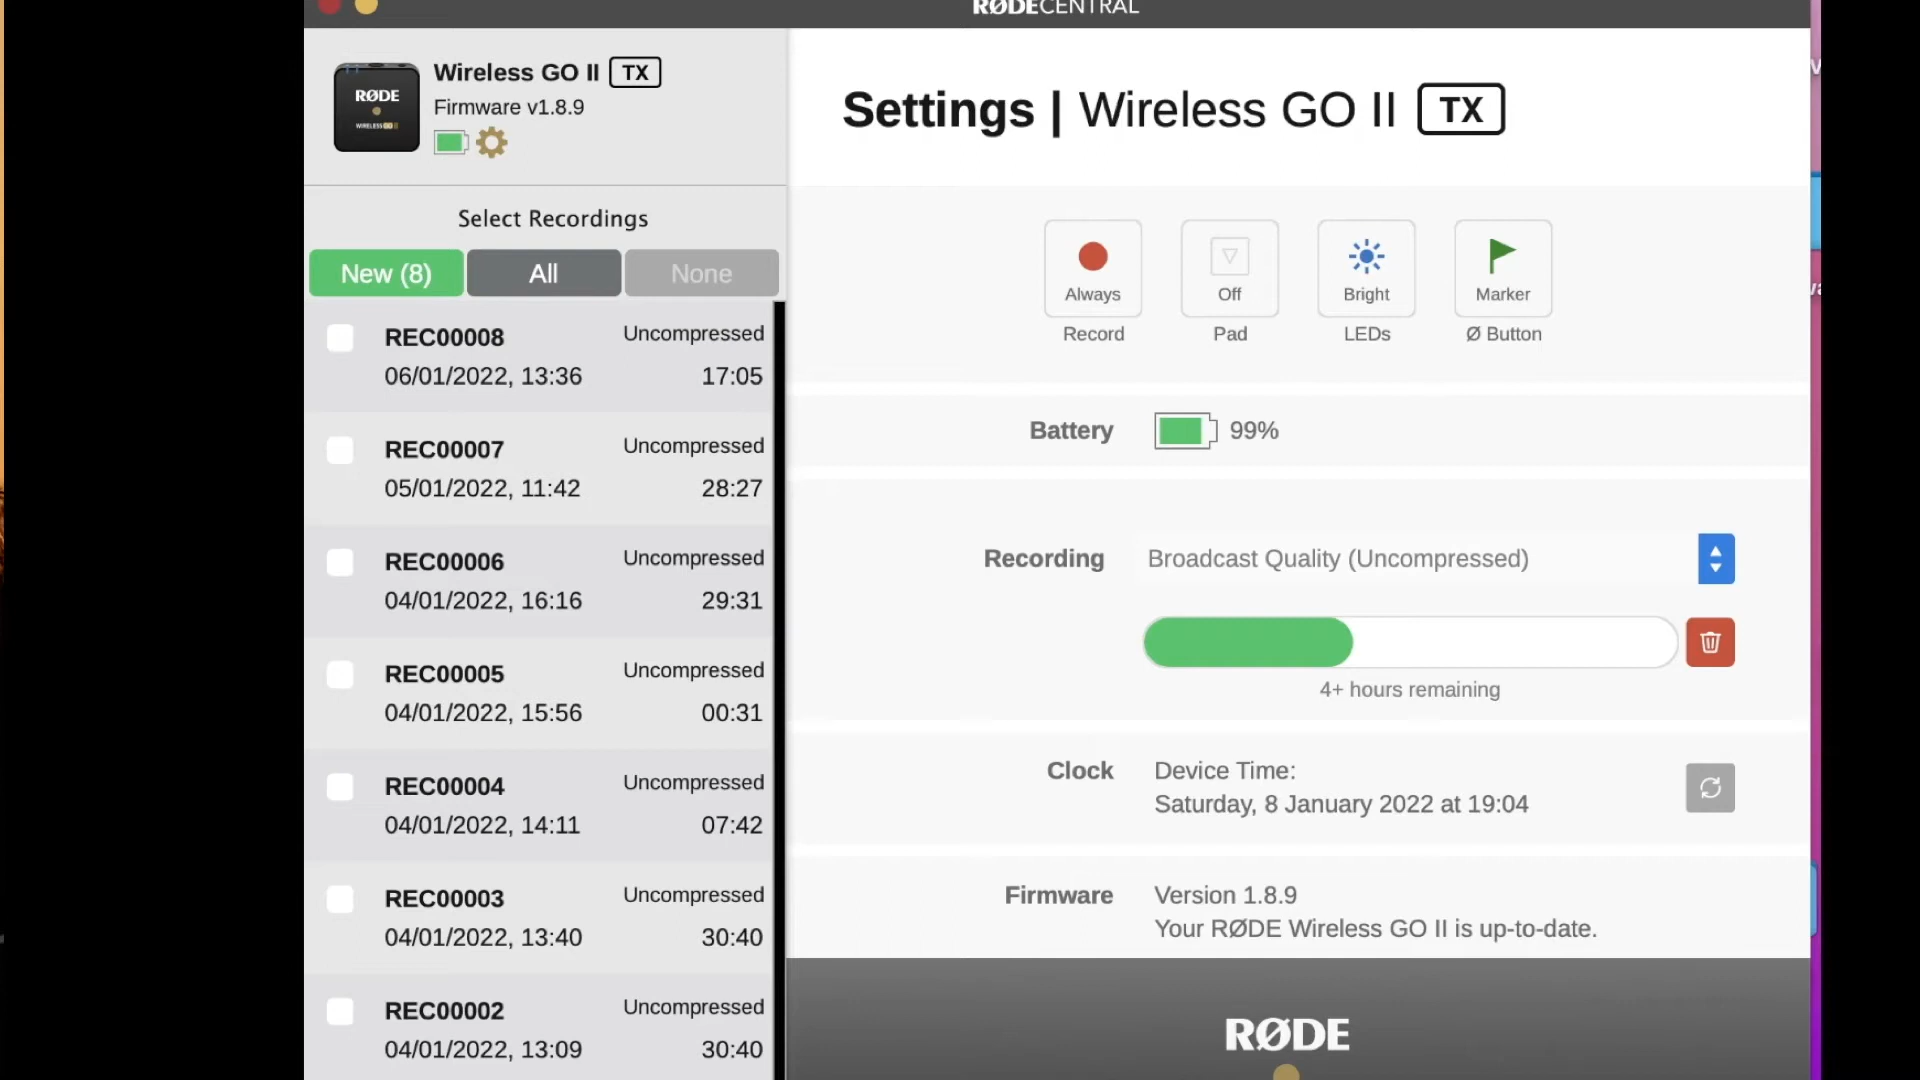 RØDECENTRAL
RØDE
WIRELESS GO II
Wireless GO II TX
Firmware v1.8.9
Select Recordings
New (8) All None
REC00008 Uncompressed
06/01/2022, 13:36 17:05
REC00007 Uncompressed
05/01/2022, 11:42 28:27
REC00006 Uncompressed
04/01/2022, 16:16 29:31
REC00005 Uncompressed
04/01/2022, 15:56 00:31
REC00004 Uncompressed
04/01/2022, 14:11 07:42
REC00003 Uncompressed
04/01/2022, 13:40 30:40
REC00002 Uncompressed
04/01/2022, 13:09 30:40
Settings | Wireless GO II TX
Always Off Bright Marker
Record Pad LEDs Ø Button
Battery 99%
Recording Broadcast Quality (Uncompressed)
4+ hours remaining
Clock Device Time:
Saturday, 8 January 2022 at 19:04
Firmware Version 1.8.9
Your RØDE Wireless GO II is up-to-date.
RØDE